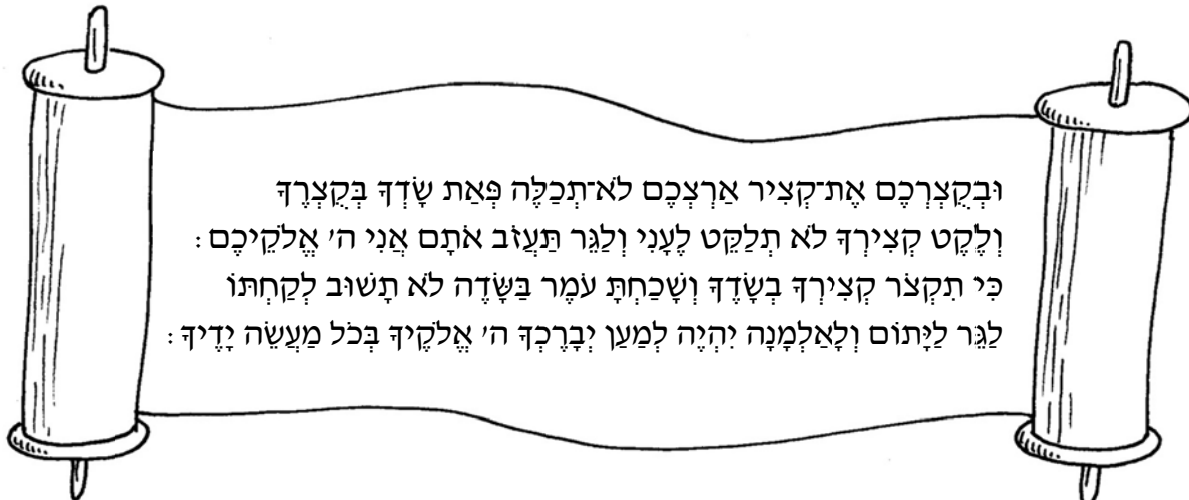 וּבְקֻצְרְכֶם אֶת־קְצִיר אַרְצְכֶם לֹא־תְכַלֶּה פְּאַת שָׂדְךָ בְּקֻצְרֶךָ
וְלֶקֶט קְצִירְךָ לֹא תְלַקֵּט לֶעָנִי וְלַגֵּר תַּעֲזֹב אֹתָם אֲנִי ה' אֱלֹקֵיכֶם:
כִּי תִקְצֹר קְצִירְךָ בְשָׂדֶךָ וְשָׁכַחְתָּ עֹמֶר בַּשָּׂדֶה לֹא תָשׁוּב לְקַחְתּוֹ
לַגֵּר לַיָּתוֹם וְלָאַלְמָנָה יִהְיֶה לְמַעַן יְבָרֶכְךָ ה' אֱלֹקֶיךָ בְּכֹל מַעֲשֵׂה יָדֶיךָ: